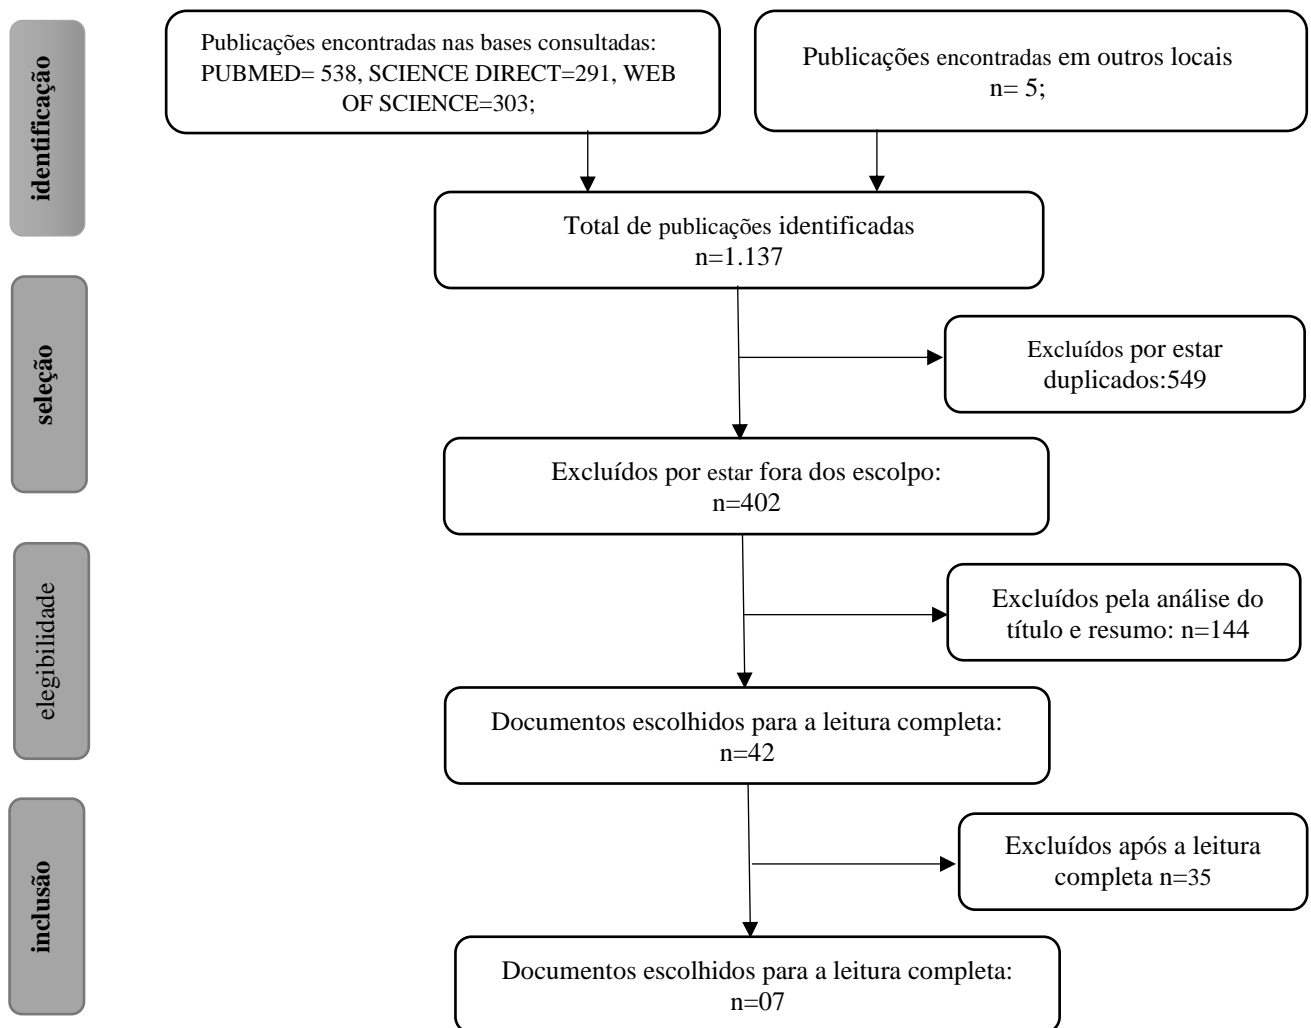 identificação
Publicações encontradas nas bases consultadas:
PUBMED= 538, SCIENCE DIRECT=291, WEB
OF SCIENCE=303;
Publicações encontradas em outros locais
n= 5;
Total de publicações identificadas
n=1.137
seleção
Excluídos por estar
duplicados:549
Excluídos por estar fora dos escolpo:
n=402
elegibilidade
Excluídos pela análise do
título e resumo: n=144
Documentos escolhidos para a leitura completa:
n=42
inclusão
Excluídos após a leitura
completa n=35
Documentos escolhidos para a leitura completa:
n=07